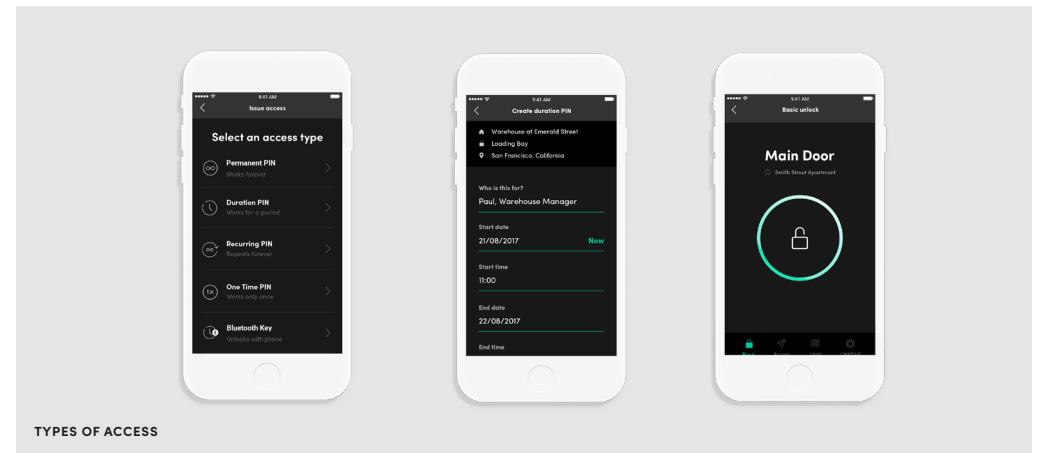 9:41 AM
Issue access
Select an access type
Permanent PIN
Works forever
Duration PIN
Works for a period
Recurring PIN
Repeats forever
1×
One Time PIN
Works only once
Bluetooth Key
Unlocks with phone
9:41 AM
Create duration PIN
Warehouse at Emerald Street
Loading Bay
San Francisco, California
Who is this for?
Paul, Warehouse Manager
Start date
21/08/2017 Now
Start time
11:00
End date
22/08/2017
End time
9:41 AM
Basic unlock
Main Door
Smith Street Apartment
TYPES OF ACCESS